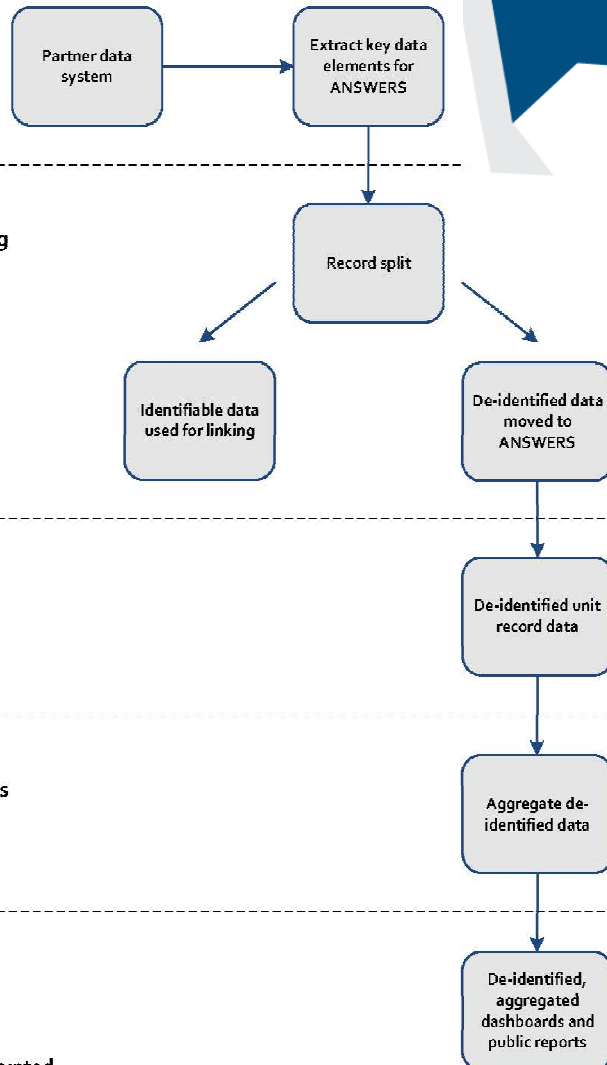 Partner data
system
Extract key data
elements for
ANSWERS
g
Record split
Identifiable data
used for linking
De-identified data
moved to
ANSWERS
De-identified unit
record data
s
Aggregate de-
identified data
De-identified,
aggregated
dashboards and
public reports